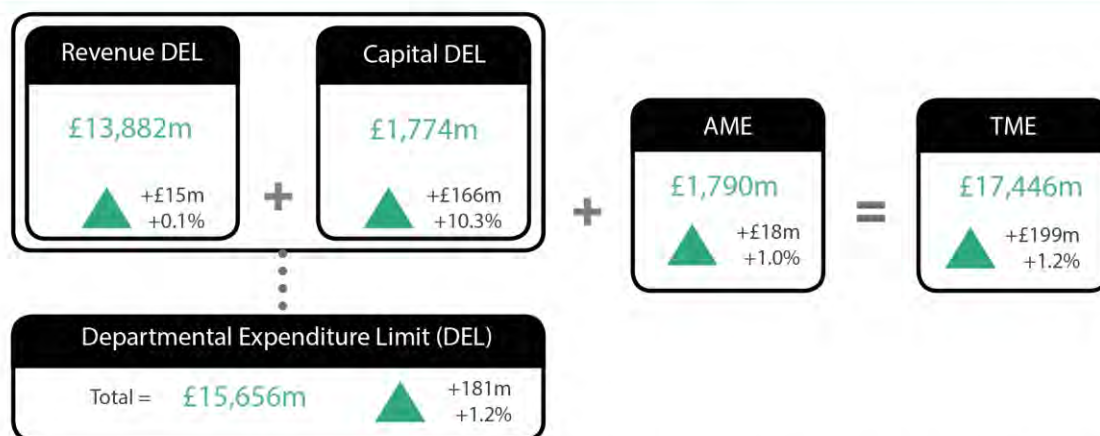 Revenue DEL
£13,882m
+£15m
+0.1%
+
Capital DEL
£1,774m
+£166m
+10.3%
+
AME
£1,790m
+£18m
+1.0%
=
TME
£17,446m
+£199m
+1.2%
Departmental Expenditure Limit (DEL)
Total = £15,656m
+181m
+1.2%